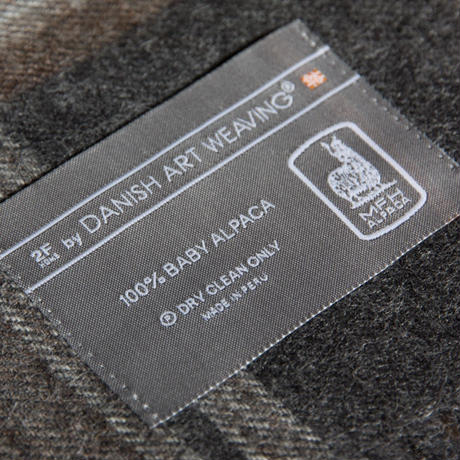 2F by DANISH ART WEAVING®
100% BABY ALPACA
Ⓟ DRY CLEAN ONLY
MADE IN PERU
MFH
ALPACA